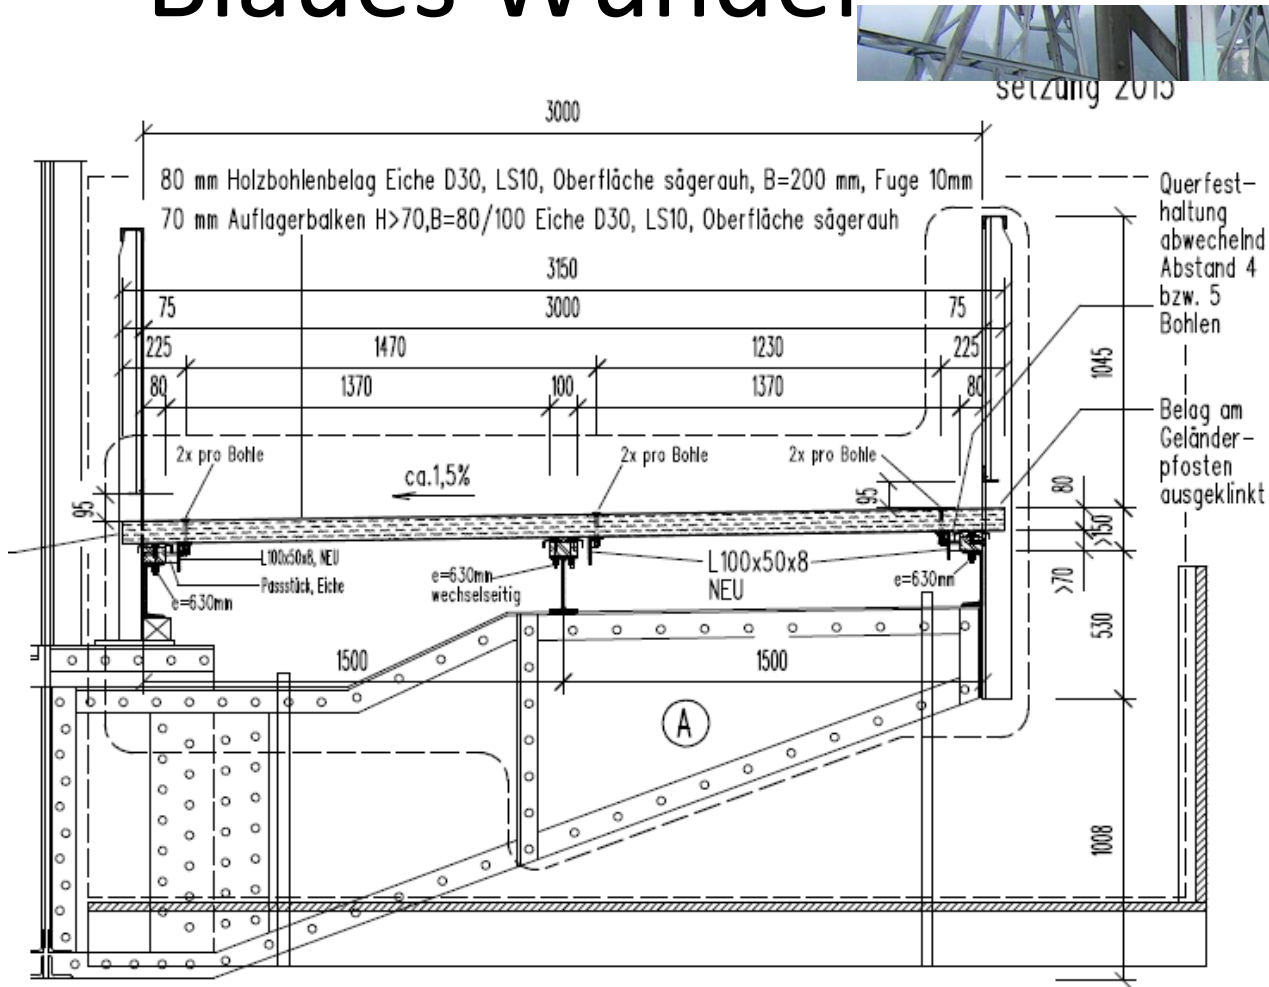 Blaues Wunder
setzung 2015
3000
80 mm Holzbohlenbelag Eiche D30, LS10, Oberfläche sägerauh, B=200 mm, Fuge 10mm
70 mm Auflagerbalken H>70,B=80/100 Eiche D30, LS10, Oberfläche sägerauh
Querfest-
haltung
abwechelnd
Abstand 4
bzw. 5
Bohlen
3150
75
3000
75
225
1470
1230
225
80
1370
100
1370
80
1045
Belag am
Geländer-
pfosten
ausgeklinkt
2x pro Bohle
2x pro Bohle
2x pro Bohle
ca.1,5%
95
95
80
>150
>70
L100x50x8, NEU
Passstück, Eiche
e=630mm
e=630mm
wechselseitig
L100x50x8
NEU
e=630mm
530
1500
1500
A
1008